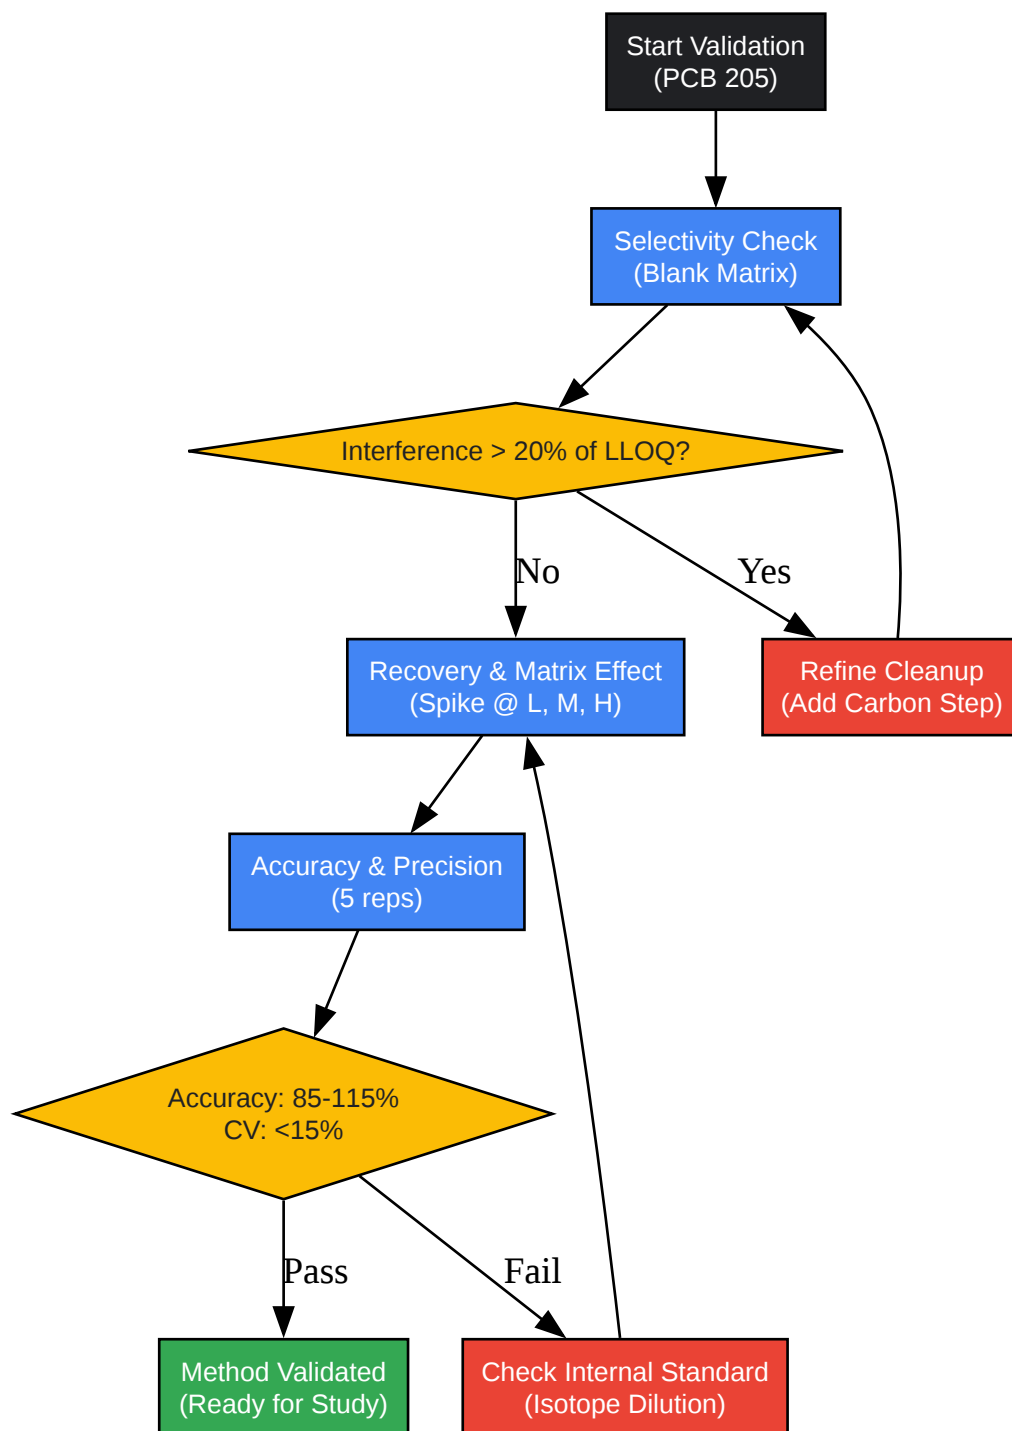 Start Validation
(PCB 205)
Selectivity Check
(Blank Matrix)
Interference > 20% of LLOQ?
No
Yes
Recovery & Matrix Effect
(Spike @ L, M, H)
Refine Cleanup
(Add Carbon Step)
Accuracy & Precision
(5 reps)
Accuracy: 85-115%
CV: <15%
Pass
Fail
Method Validated
(Ready for Study)
Check Internal Standard
(Isotope Dilution)